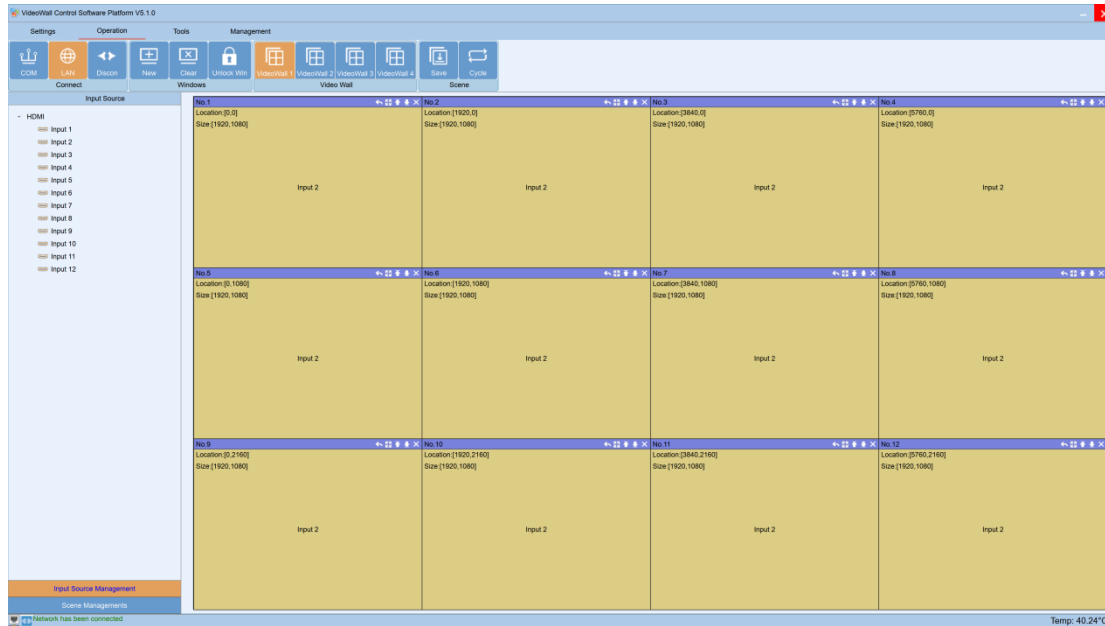 VideoWall Control Software Platform V5.1.0
Settings Operation Tools Management
COM LAN Discon New Clear Unlock Win VideoWall 1 VideoWall 2 VideoWall 3 VideoWall 4 Save Cycle
Connect Windows Video Wall Scene
Input Source
HDMI
Input 1
Input 2
Input 3
Input 4
Input 5
Input 6
Input 7
Input 8
Input 9
Input 10
Input 11
Input 12
Input Source Management
Scene Managements
No.1
Location:[0,0]
Size:[1920,1080]
Input 2
No.2
Location:[1920,0]
Size:[1920,1080]
Input 2
No.3
Location:[3840,0]
Size:[1920,1080]
Input 2
No.4
Location:[5760,0]
Size:[1920,1080]
Input 2
No.5
Location:[0,1080]
Size:[1920,1080]
Input 2
No.6
Location:[1920,1080]
Size:[1920,1080]
Input 2
No.7
Location:[3840,1080]
Size:[1920,1080]
Input 2
No.8
Location:[5760,1080]
Size:[1920,1080]
Input 2
No.9
Location:[0,2160]
Size:[1920,1080]
Input 2
No.10
Location:[1920,2160]
Size:[1920,1080]
Input 2
No.11
Location:[3840,2160]
Size:[1920,1080]
Input 2
No.12
Location:[5760,2160]
Size:[1920,1080]
Input 2
Network has been connected
Temp: 40.24°C